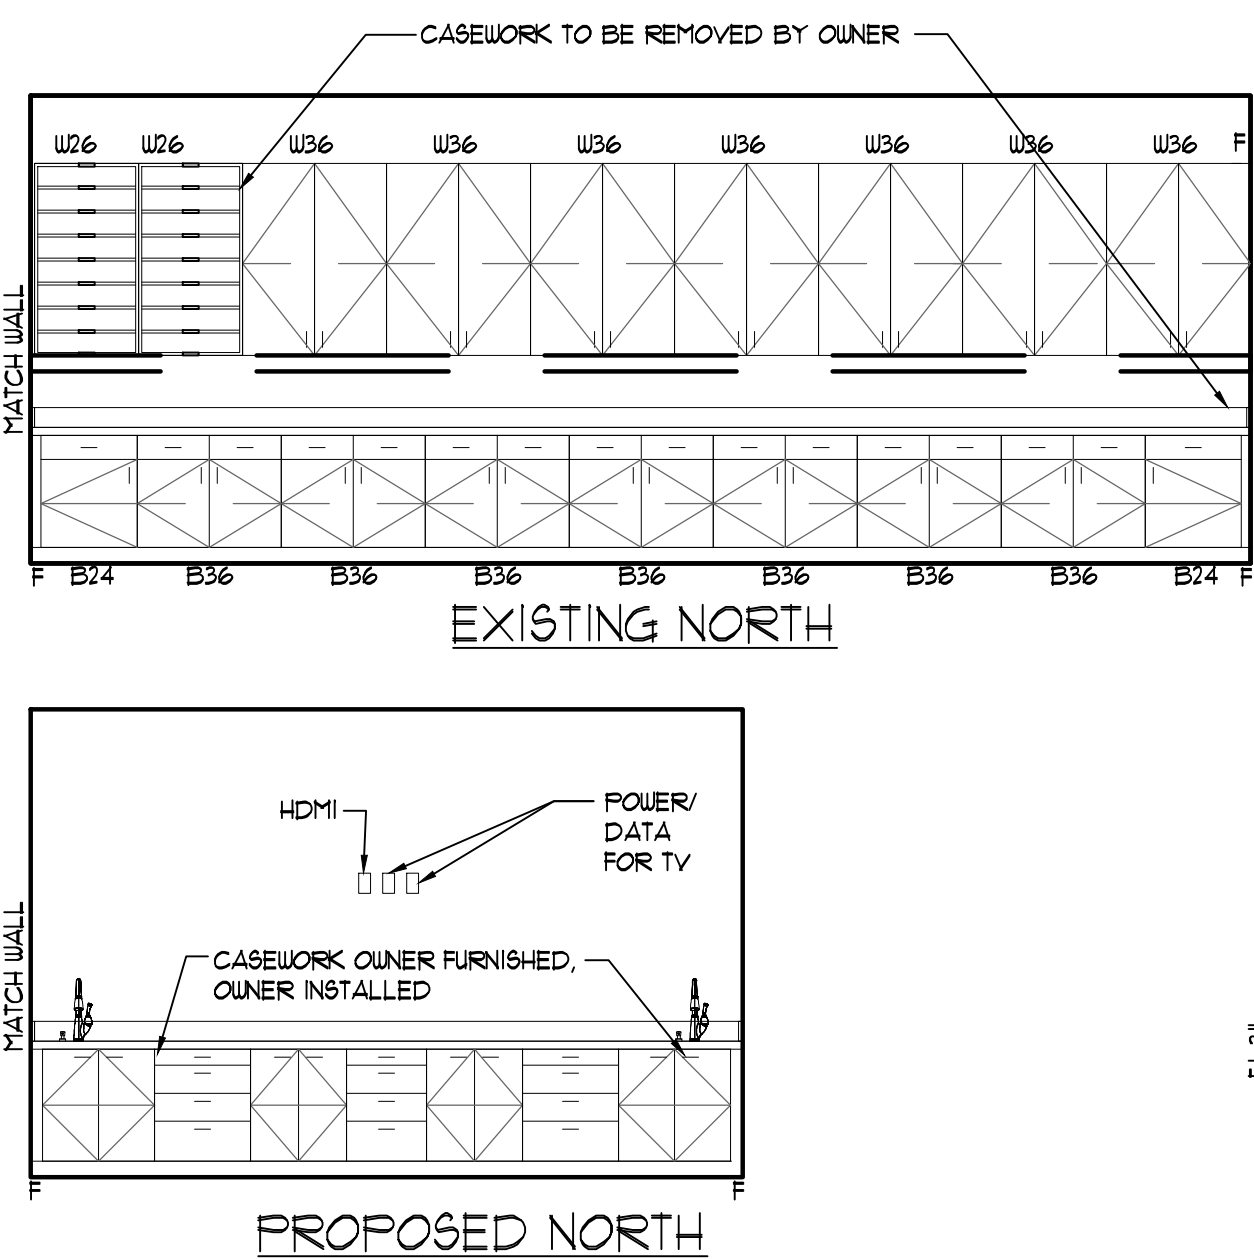 CASEWORK TO BE REMOVED BY OWNER
W26 W26 W36 W36 W36 W36 W36 W36 W36 F
MATCH WALL
F B24 B36 B36 B36 B36 B36 B36 B36 B24 F
EXISTING NORTH
HDMI
POWER/
DATA
FOR TV
MATCH WALL
CASEWORK OWNER FURNISHED,
OWNER INSTALLED
F F
PROPOSED NORTH